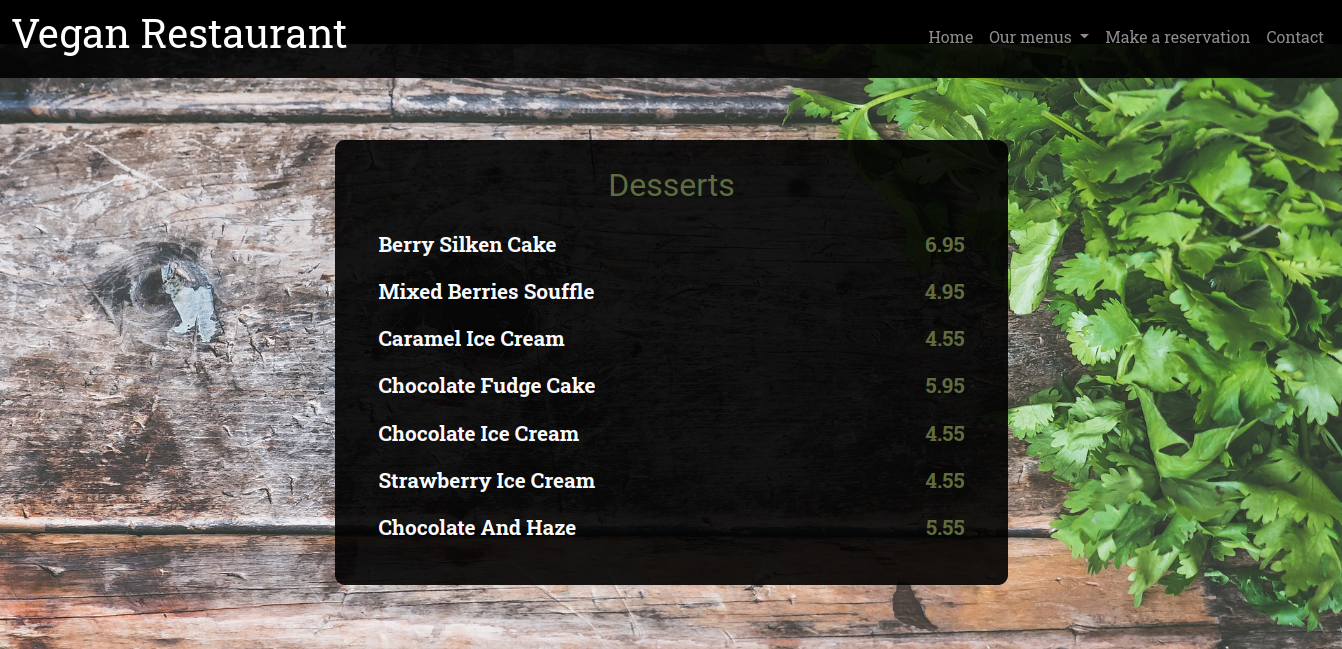 Vegan Restaurant
Home Our menus Make a reservation Contact
Desserts
Berry Silken Cake 6.95
Mixed Berries Souffle 4.95
Caramel Ice Cream 4.55
Chocolate Fudge Cake 5.95
Chocolate Ice Cream 4.55
Strawberry Ice Cream 4.55
Chocolate And Haze 5.55